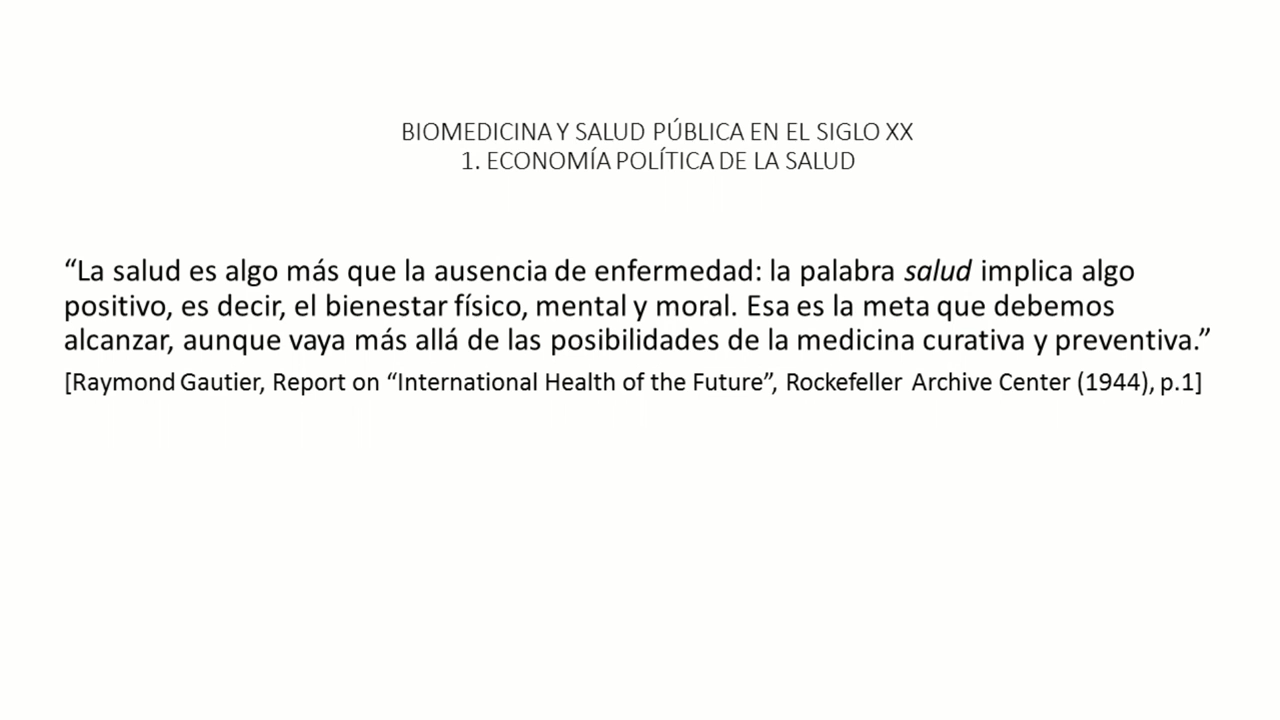 BIOMEDICINA Y SALUD PÚBLICA EN EL SIGLO XX
1. ECONOMÍA POLÍTICA DE LA SALUD
“La salud es algo más que la ausencia de enfermedad: la palabra salud implica algo
positivo, es decir, el bienestar físico, mental y moral. Esa es la meta que debemos
alcanzar, aunque vaya más allá de las posibilidades de la medicina curativa y preventiva.”
[Raymond Gautier, Report on “International Health of the Future”, Rockefeller Archive Center (1944), p.1]